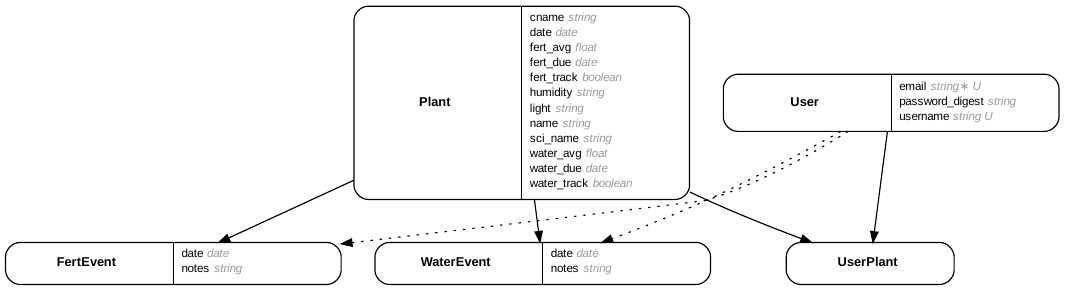 Plant
cname string
date date
fert_avg float
fert_due date
fert_track boolean
humidity string
light string
name string
sci_name string
water_avg float
water_due date
water_track boolean
User
email string∗ U
password_digest string
username string U
FertEvent
date date
notes string
WaterEvent
date date
notes string
UserPlant